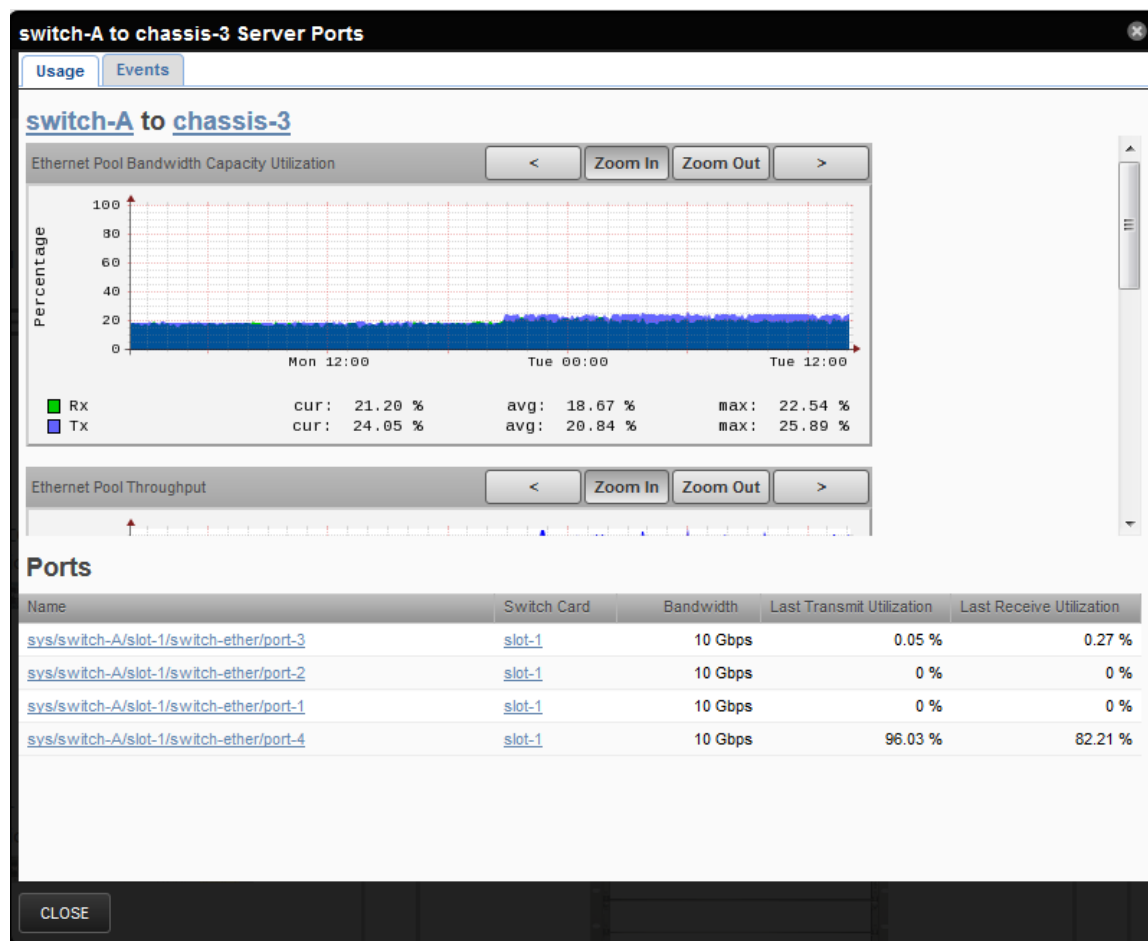 switch-A to chassis-3 Server Ports
Usage Events
switch-A to chassis-3
Ethernet Pool Bandwidth Capacity Utilization < Zoom In Zoom Out >
Percentage
100
80
60
40
20
0
Mon 12:00 Tue 00:00 Tue 12:00
Rx cur: 21.20 % avg: 18.67 % max: 22.54 %
Tx cur: 24.05 % avg: 20.84 % max: 25.89 %
Ethernet Pool Throughput < Zoom In Zoom Out >
Ports
Name Switch Card Bandwidth Last Transmit Utilization Last Receive Utilization
sys/switch-A/slot-1/switch-ether/port-3 slot-1 10 Gbps 0.05 % 0.27 %
sys/switch-A/slot-1/switch-ether/port-2 slot-1 10 Gbps 0 % 0 %
sys/switch-A/slot-1/switch-ether/port-1 slot-1 10 Gbps 0 % 0 %
sys/switch-A/slot-1/switch-ether/port-4 slot-1 10 Gbps 96.03 % 82.21 %
CLOSE